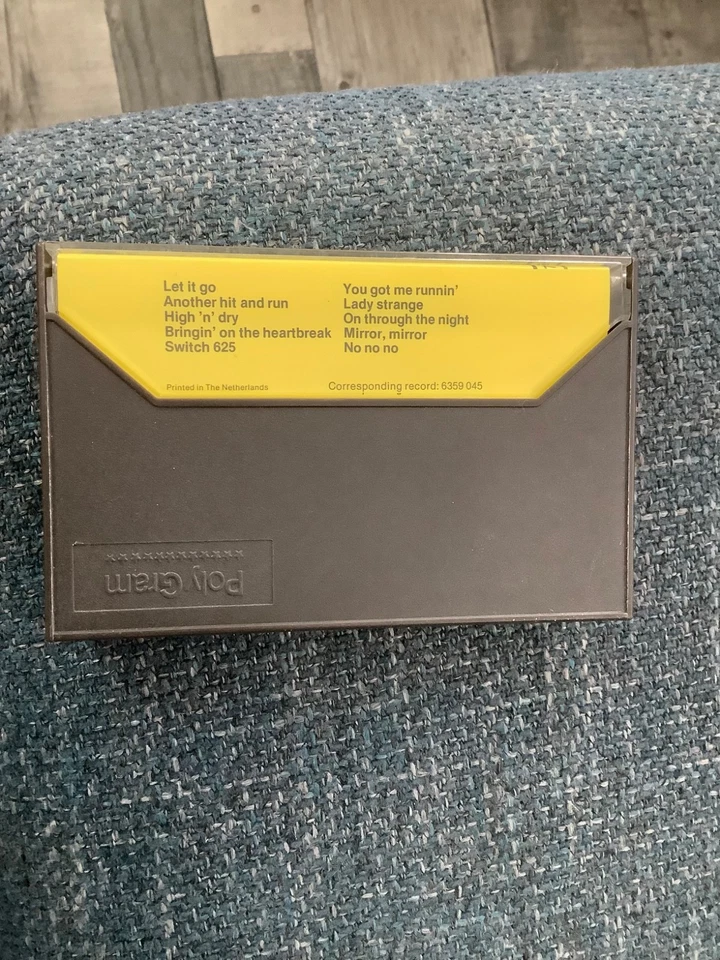 Let it go
Another hit and run
High 'n' dry
Bringin' on the heartbreak
Switch 625
You got me runnin'
Lady strange
On through the night
Mirror, mirror
No no no
Printed in The Netherlands
Corresponding record: 6359 045
PolyGram